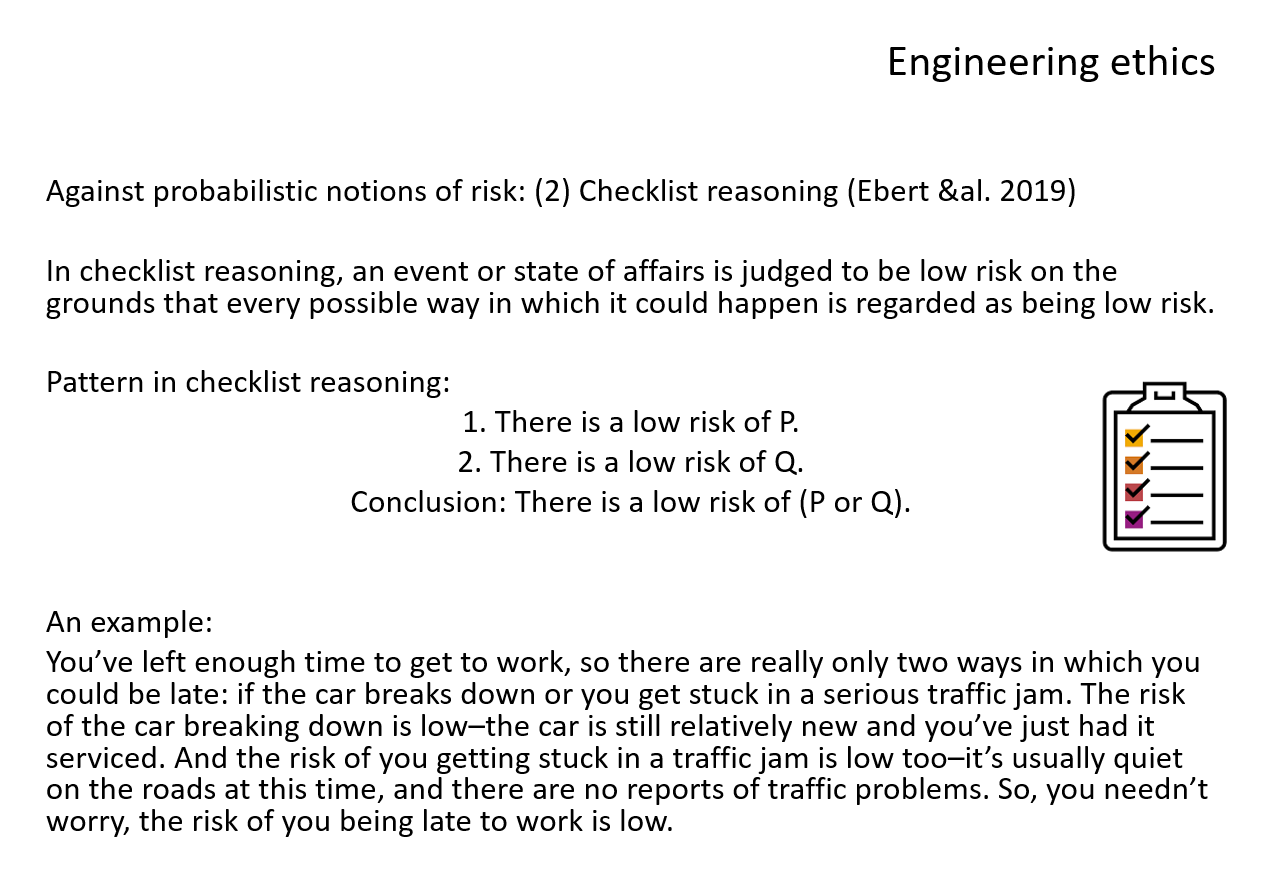 Engineering ethics
Against probabilistic notions of risk: (2) Checklist reasoning (Ebert &al. 2019)
In checklist reasoning, an event or state of affairs is judged to be low risk on the
grounds that every possible way in which it could happen is regarded as being low risk.
Pattern in checklist reasoning:
1. There is a low risk of P.
2. There is a low risk of Q.
Conclusion: There is a low risk of (P or Q).
An example:
You’ve left enough time to get to work, so there are really only two ways in which you
could be late: if the car breaks down or you get stuck in a serious traffic jam. The risk
of the car breaking down is low–the car is still relatively new and you’ve just had it
serviced. And the risk of you getting stuck in a traffic jam is low too–it’s usually quiet
on the roads at this time, and there are no reports of traffic problems. So, you needn’t
worry, the risk of you being late to work is low.